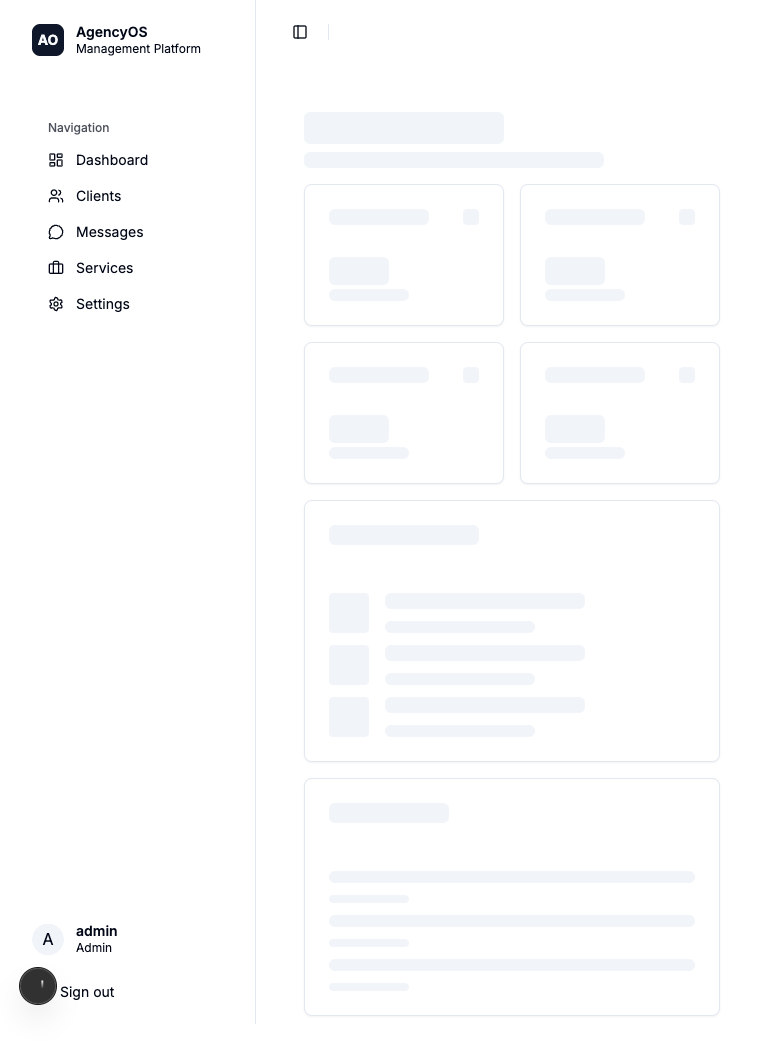 AO
AgencyOS
Management Platform
Navigation
Dashboard
Clients
Messages
Services
Settings
A
admin
Admin
Sign out